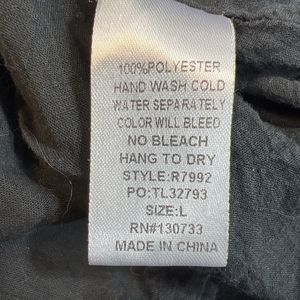 100%POLYESTER
HAND WASH COLD
WATER SEPARATELY
COLOR WILL BLEED
NO BLEACH
HANG TO DRY
STYLE:R7992
PO:TL32793
SIZE:L
RN#130733
MADE IN CHINA